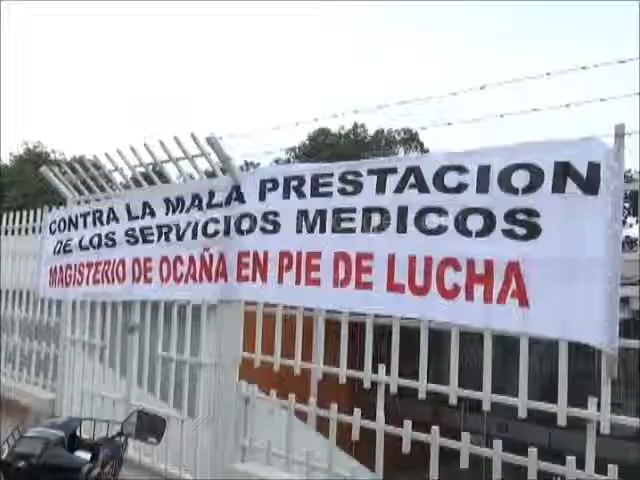 CONTRA LA MALA PRESTACION
DE LOS SERVICIOS MEDICOS
MAGISTERIO DE OCAÑA EN PIE DE LUCHA